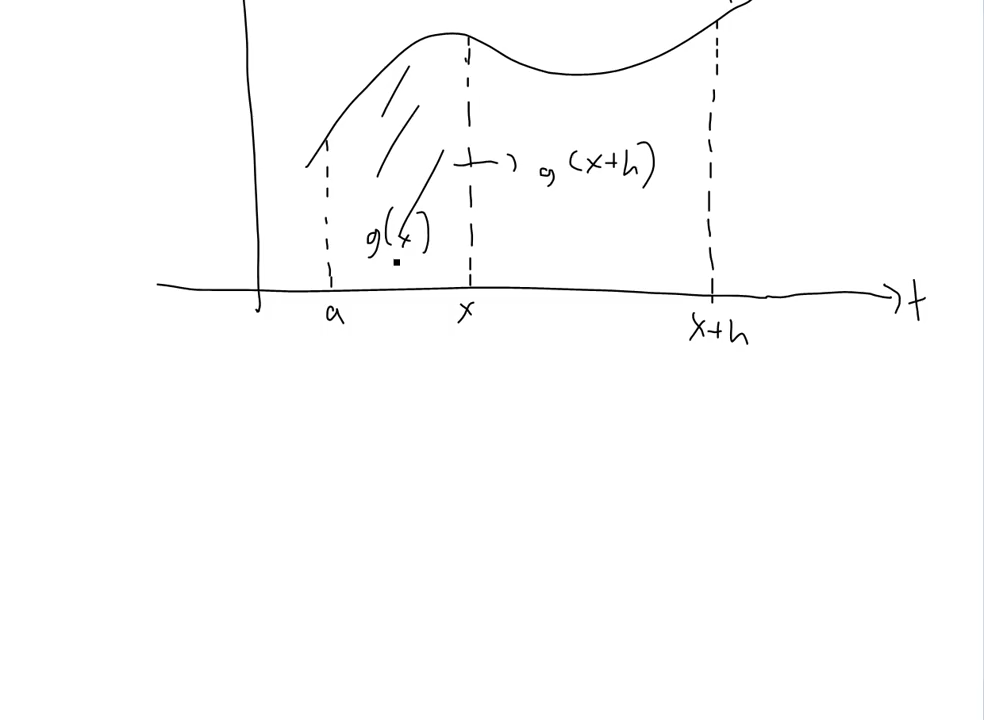 g(x+h)
g(x)
a x x+h t